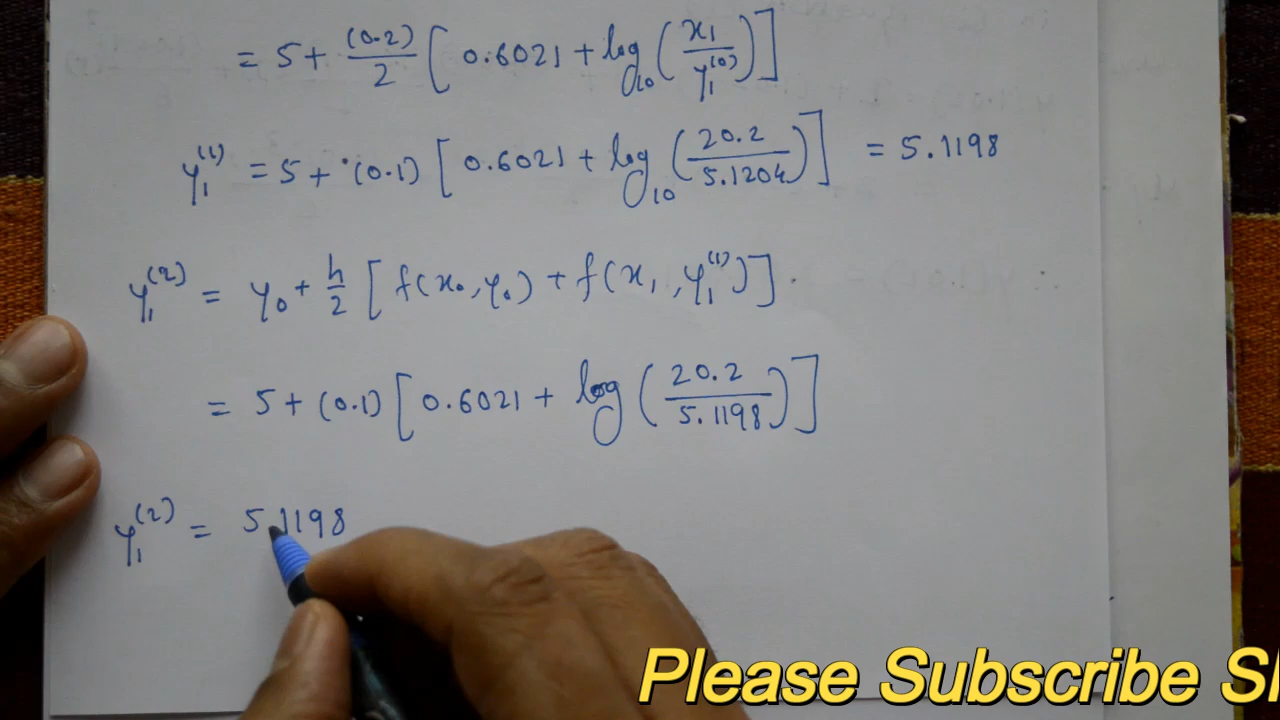 = 5 + (0.2)/2 [ 0.6021 + log₁₀ ( x₁ / y₁⁽⁰⁾ ) ]
y₁⁽¹⁾ = 5 + (0.1) [ 0.6021 + log₁₀ ( 20.2 / 5.1204 ) ] = 5.1198
y₁⁽²⁾ = y₀ + h/2 [ f(x₀, y₀) + f(x₁, y₁⁽¹⁾) ]
= 5 + (0.1) [ 0.6021 + log ( 20.2 / 5.1198 ) ]
y₁⁽²⁾ = 5.1198
Please Subscribe